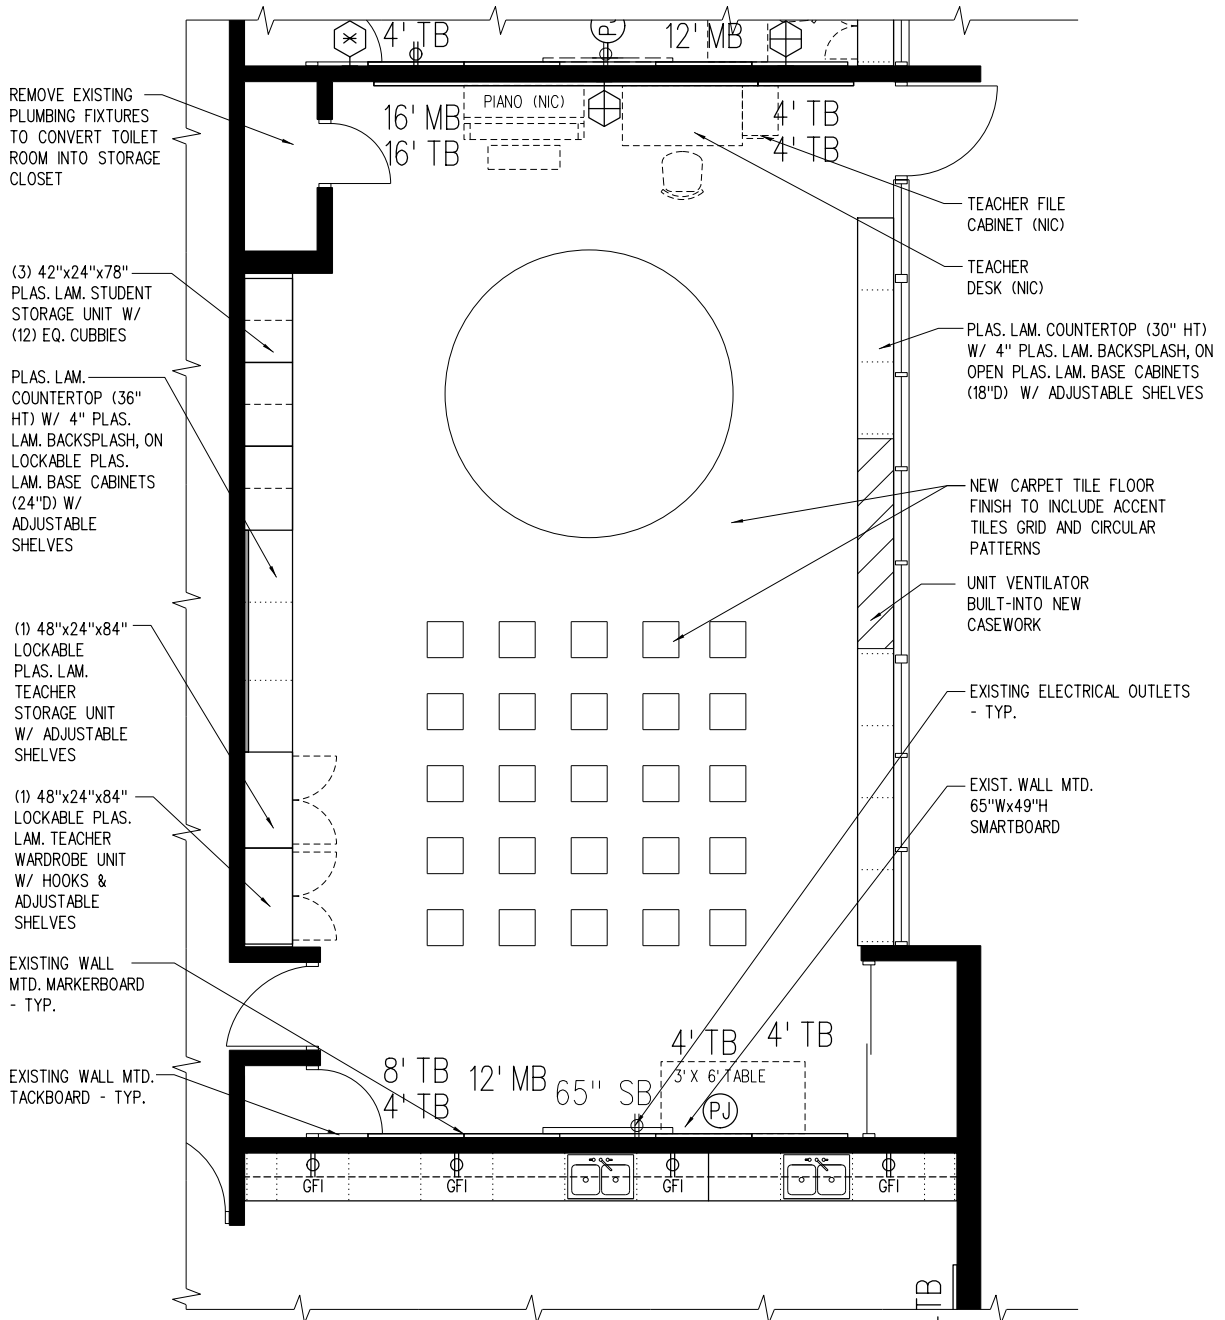 4' TB
12' MB
REMOVE EXISTING
PLUMBING FIXTURES
TO CONVERT TOILET
ROOM INTO STORAGE
CLOSET
PIANO (NIC)
16' MB
16' TB
4' TB
4' TB
TEACHER FILE
CABINET (NIC)
TEACHER
DESK (NIC)
(3) 42"x24"x78"
PLAS. LAM. STUDENT
STORAGE UNIT W/
(12) EQ. CUBBIES
PLAS. LAM. COUNTERTOP (30" HT)
W/ 4" PLAS. LAM. BACKSPLASH, ON
OPEN PLAS. LAM. BASE CABINETS
(18"D) W/ ADJUSTABLE SHELVES
PLAS. LAM.
COUNTERTOP (36"
HT) W/ 4" PLAS.
LAM. BACKSPLASH, ON
LOCKABLE PLAS.
LAM. BASE CABINETS
(24"D) W/
ADJUSTABLE
SHELVES
NEW CARPET TILE FLOOR
FINISH TO INCLUDE ACCENT
TILES GRID AND CIRCULAR
PATTERNS
UNIT VENTILATOR
BUILT-INTO NEW
CASEWORK
(1) 48"x24"x84"
LOCKABLE
PLAS. LAM.
TEACHER
STORAGE UNIT
W/ ADJUSTABLE
SHELVES
EXISTING ELECTRICAL OUTLETS
- TYP.
(1) 48"x24"x84"
LOCKABLE PLAS.
LAM. TEACHER
WARDROBE UNIT
W/ HOOKS &
ADJUSTABLE
SHELVES
EXIST. WALL MTD.
65"Wx49"H
SMARTBOARD
EXISTING WALL
MTD. MARKERBOARD
- TYP.
EXISTING WALL MTD.
TACKBOARD - TYP.
8' TB
4' TB
12' MB
65" SB
4' TB
4' TB
3' X 6' TABLE
PJ
GFI
GFI
GFI
GFI
TB